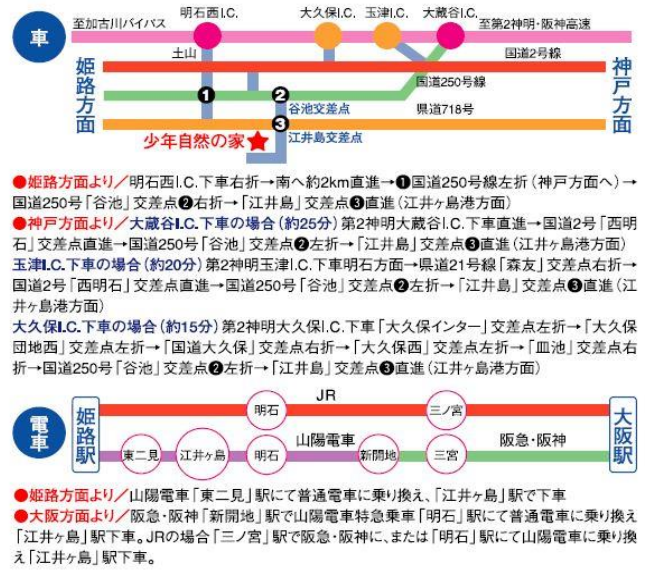 車
至加古川バイパス
明石西I.C.
大久保I.C.
玉津I.C.
大蔵谷I.C.
至第2神明・阪神高速
土山
国道2号線
姫路方面
神戸方面
国道250号線
❶
❷
谷池交差点
県道718号
❸
少年自然の家★
江井島交差点
●姫路方面より/明石西I.C.下車右折→南へ約2km直進→❶国道250号線左折(神戸方面へ)→
国道250号「谷池」交差点❷右折→「江井島」交差点❸直進(江井ヶ島港方面)
●神戸方面より/大蔵谷I.C.下車の場合(約25分)第2神明大蔵谷I.C.下車直進→国道2号「西明
石」交差点直進→国道250号「谷池」交差点❷左折→「江井島」交差点❸直進(江井ヶ島港方面)
玉津I.C.下車の場合(約20分)第2神明玉津I.C.下車明石方面→県道21号線「森友」交差点右折→
国道2号「西明石」交差点直進→国道250号「谷池」交差点❷左折→「江井島」交差点❸直進(江
井ヶ島港方面)
大久保I.C.下車の場合(約15分)第2神明大久保I.C.下車「大久保インター」交差点左折→「大久保
団地西」交差点左折→「国道大久保」交差点右折→「大久保西」交差点左折→「皿池」交差点右
折→国道250号「谷池」交差点❷左折→「江井島」交差点❸直進(江井ヶ島港方面)
電車
姫路駅
JR
明石
三ノ宮
大阪駅
東二見
江井ヶ島
明石
山陽電車
新開地
三宮
阪急・阪神
●姫路方面より/山陽電車「東二見」駅にて普通電車に乗り換え、「江井ヶ島」駅で下車
●大阪方面より/阪急・阪神「新開地」駅で山陽電車特急乗車「明石」駅にて普通電車に乗り換え
「江井ヶ島」駅下車。JRの場合「三ノ宮」駅で阪急・阪神に、または「明石」駅にて山陽電車に乗り換
え「江井ヶ島」駅下車。